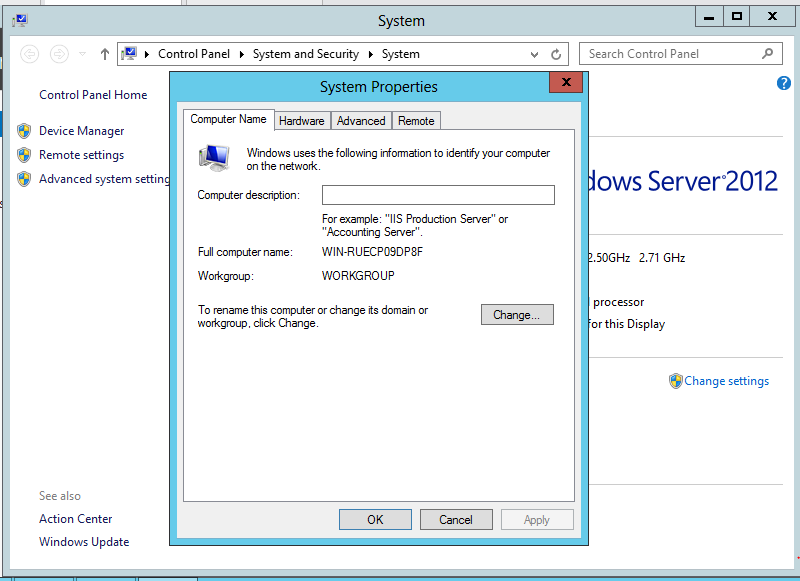 System
Control Panel System and Security System
Search Control Panel
Control Panel Home
Device Manager
Remote settings
Advanced system setting
See also
Action Center
Windows Update
System Properties
Computer Name Hardware Advanced Remote
Windows uses the following information to identify your computer
on the network.
Computer description:
For example: "IIS Production Server" or
"Accounting Server".
Full computer name: WIN-RUECP09DP8F
Workgroup: WORKGROUP
To rename this computer or change its domain or
workgroup, click Change.
Change...
OK Cancel Apply
dows Server 2012
2.50GHz 2.71 GHz
processor
for this Display
Change settings